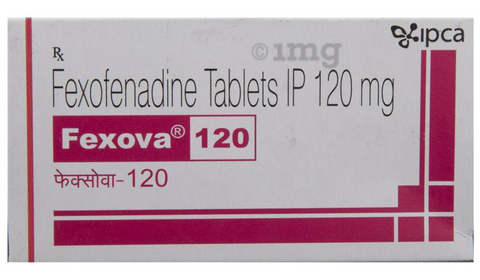 ipca
©1mg
Rx
Fexofenadine Tablets IP 120 mg
Fexova® 120
फेक्सोवा-120